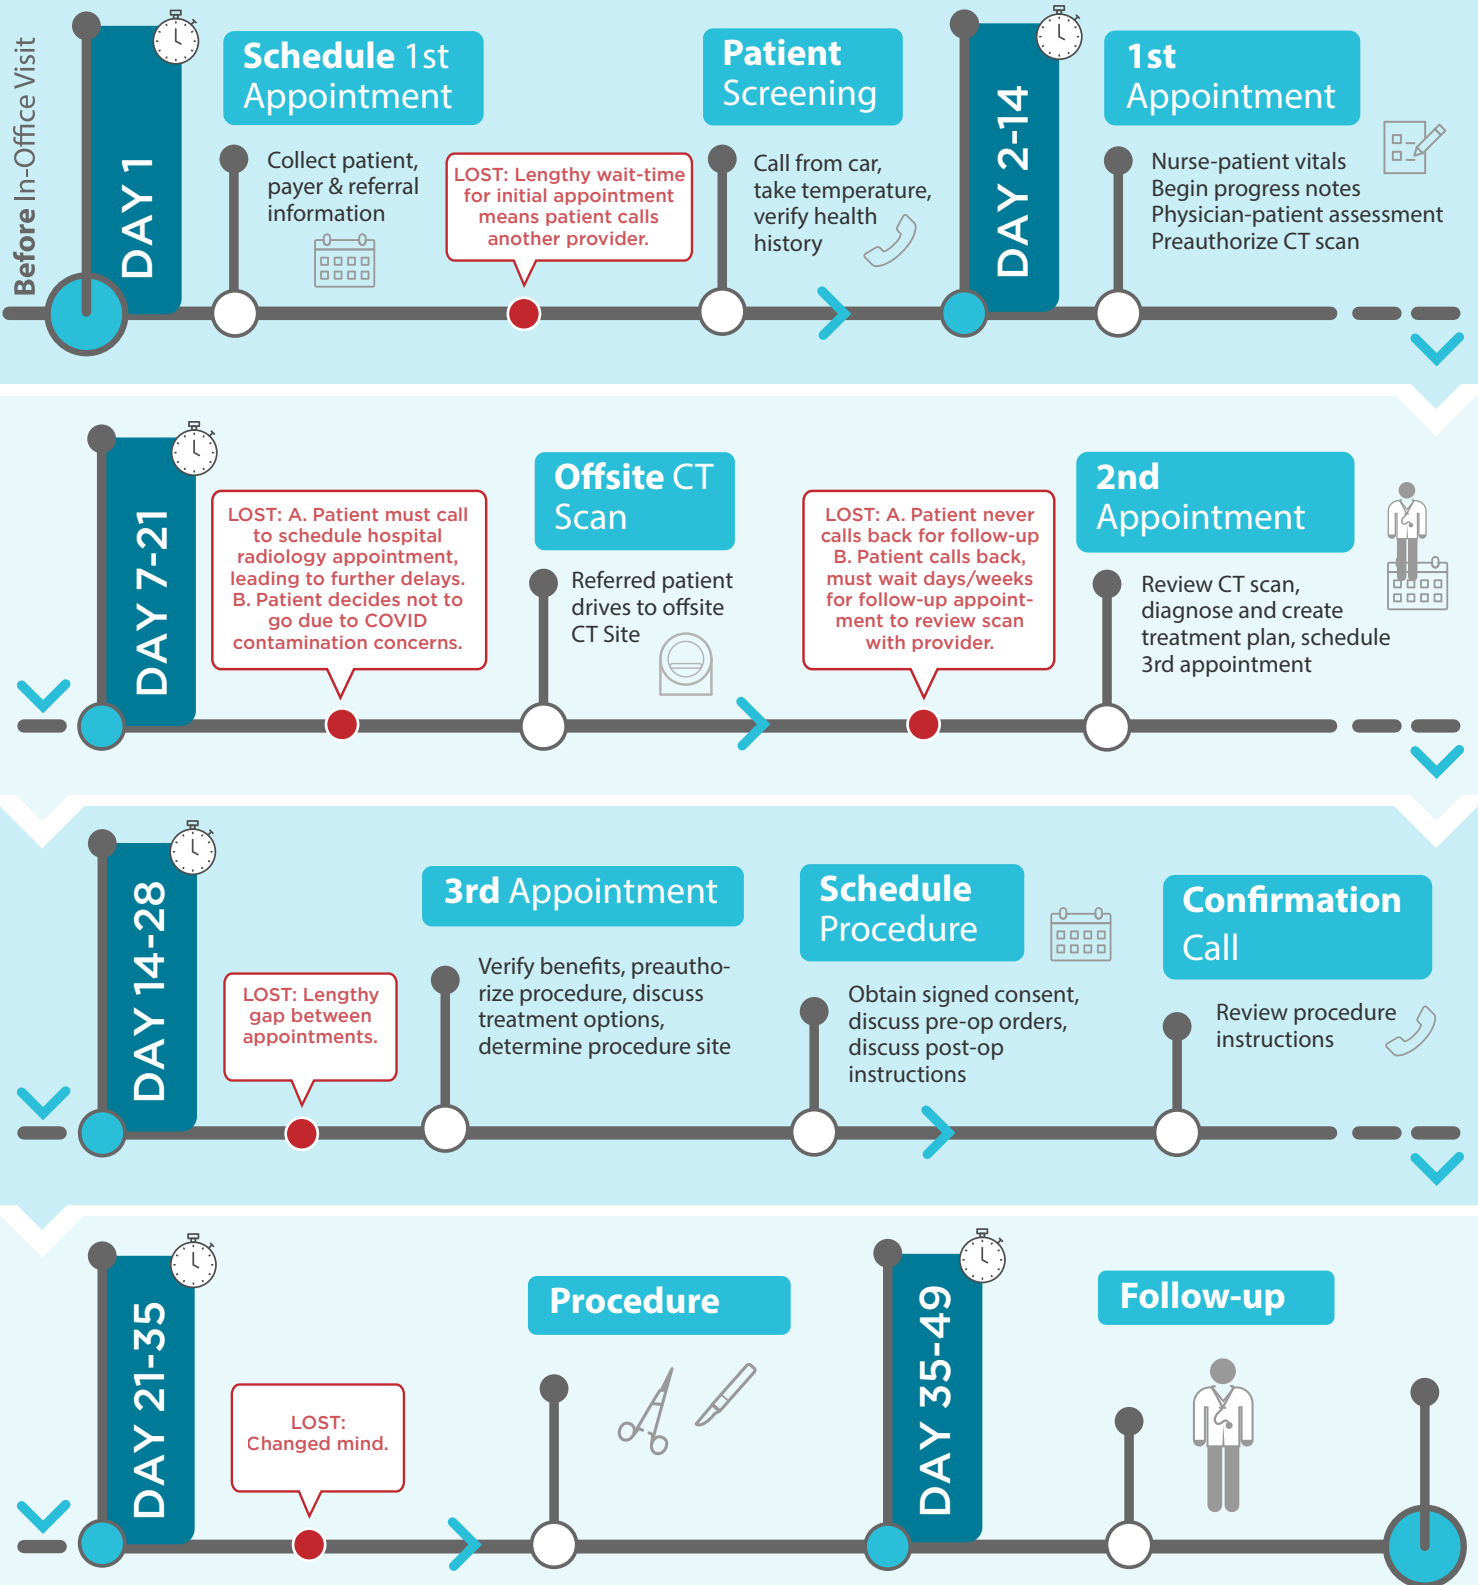 Before In-Office Visit
DAY 1
Schedule 1st
Appointment
Collect patient,
payer & referral
information
LOST: Lengthy wait-time
for initial appointment
means patient calls
another provider.
Patient
Screening
Call from car,
take temperature,
verify health
history
DAY 2-14
1st
Appointment
Nurse-patient vitals
Begin progress notes
Physician-patient assessment
Preauthorize CT scan
DAY 7-21
LOST: A. Patient must call
to schedule hospital
radiology appointment,
leading to further delays.
B. Patient decides not to
go due to COVID
contamination concerns.
Offsite CT
Scan
Referred patient
drives to offsite
CT Site
LOST: A. Patient never
calls back for follow-up
B. Patient calls back,
must wait days/weeks
for follow-up appoint-
ment to review scan
with provider.
2nd
Appointment
Review CT scan,
diagnose and create
treatment plan, schedule
3rd appointment
DAY 14-28
LOST: Lengthy
gap between
appointments.
3rd Appointment
Verify benefits, preautho-
rize procedure, discuss
treatment options,
determine procedure site
Schedule
Procedure
Obtain signed consent,
discuss pre-op orders,
discuss post-op
instructions
Confirmation
Call
Review procedure
instructions
DAY 21-35
LOST:
Changed mind.
Procedure
DAY 35-49
Follow-up